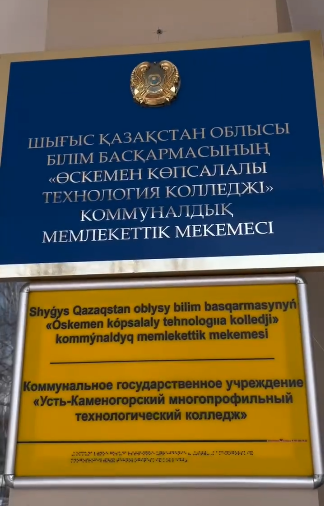 ШЫҒЫС ҚАЗАҚСТАН ОБЛЫСЫ
БІЛІМ БАСҚАРМАСЫНЫҢ
«ӨСКЕМЕН КӨПСАЛАЛЫ
ТЕХНОЛОГИЯ КОЛЛЕДЖІ»
КОММУНАЛДЫҚ
МЕМЛЕКЕТТІК МЕКЕМЕСІ
Shyǵys Qazaqstan oblysy bilim basqarmasynyń
«Óskemen kópsalaly tehnologııa kolledji»
kommýnaldyq memlekettik mekemesi
Коммунальное государственное учреждение
«Усть-Каменогорский многопрофильный
технологический колледж»